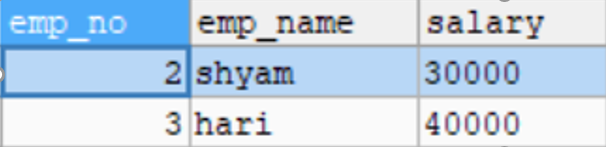 emp_no emp_name salary
2 shyam 30000
3 hari 40000